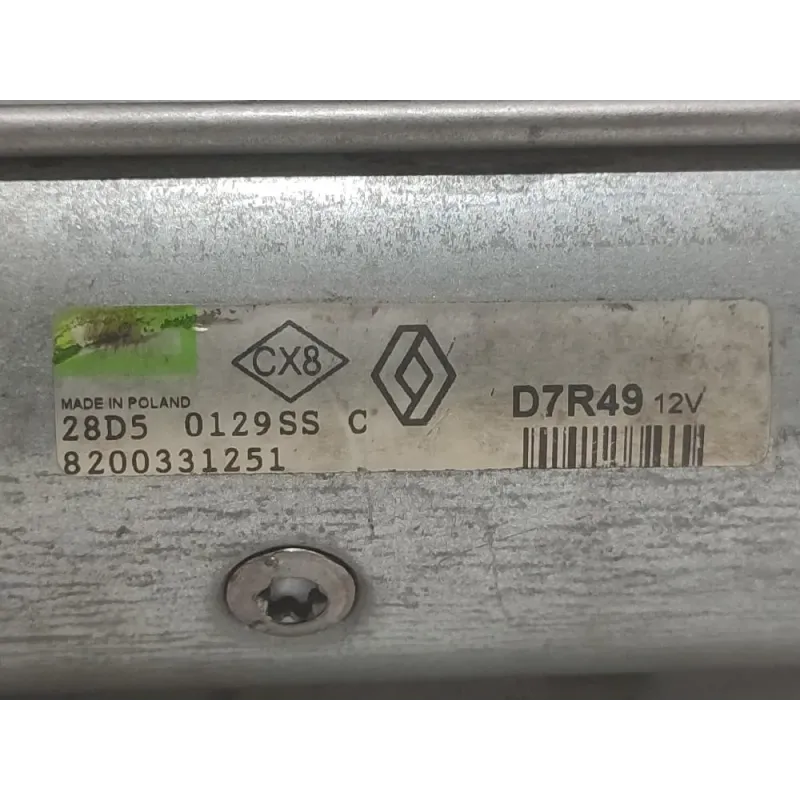 CX8
D7R49 12V
MADE IN POLAND
28D5 0129SS C
8200331251